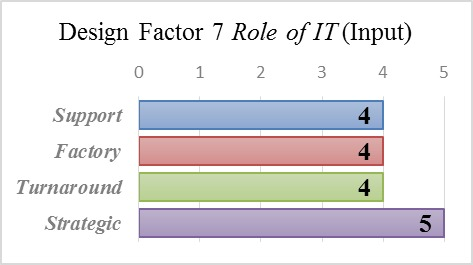 Design Factor 7 Role of IT (Input)
0 1 2 3 4 5
Support 4
Factory 4
Turnaround 4
Strategic 5